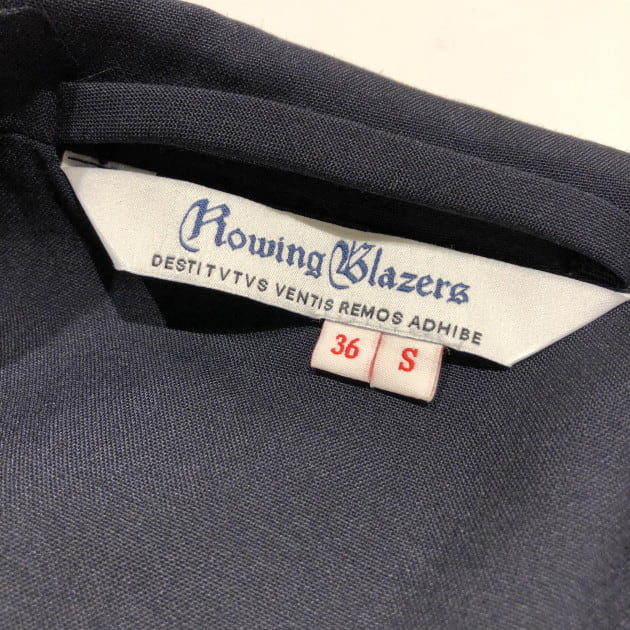 Rowing Blazers
DESTITVTVS VENTIS REMOS ADHIBE
36 S